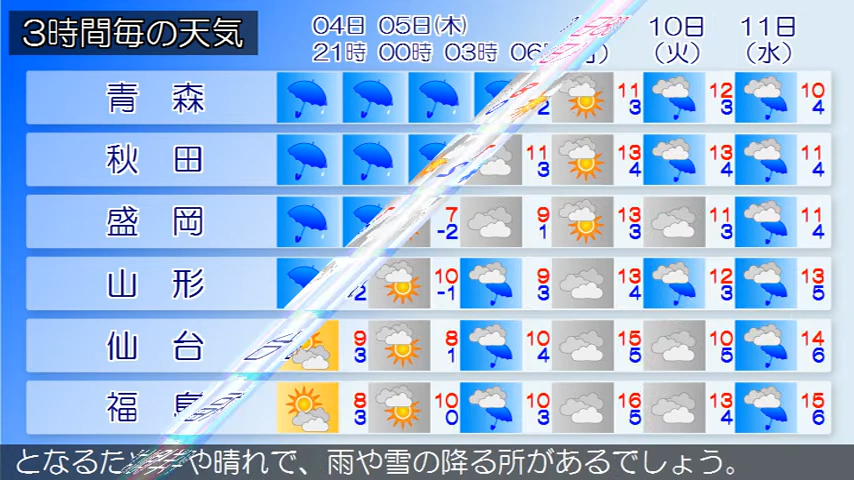 3時間毎の天気
04日 05日(木) 10日 11日
21時 00時 03時 (火) (水)
青森 2 11 3 12 3 10 4
秋田 11 3 13 4 13 4 11 4
盛岡 7 -2 9 1 13 3 11 3 11 4
山形 10 -1 9 3 13 4 12 3 13 5
仙台 9 3 8 1 10 4 15 5 10 5 14 6
福島 8 3 10 0 10 3 16 5 13 4 15 6
となるた や晴れで、雨や雪の降る所があるでしょう。